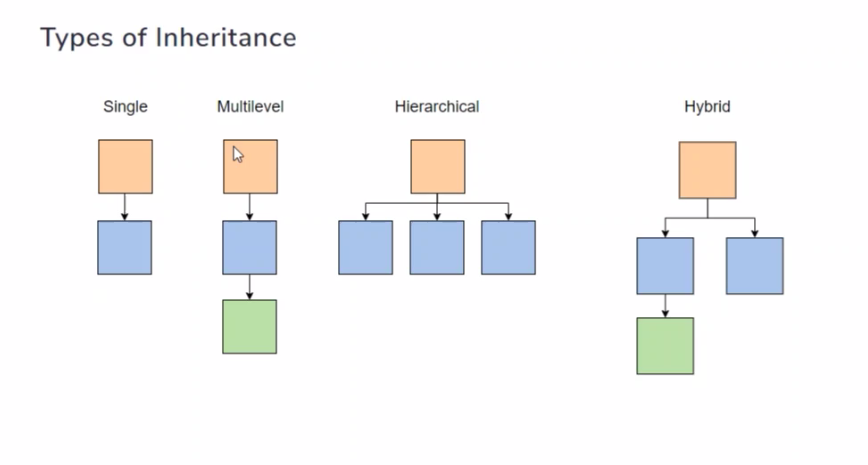 Types of Inheritance
Single
Multilevel
Hierarchical
Hybrid